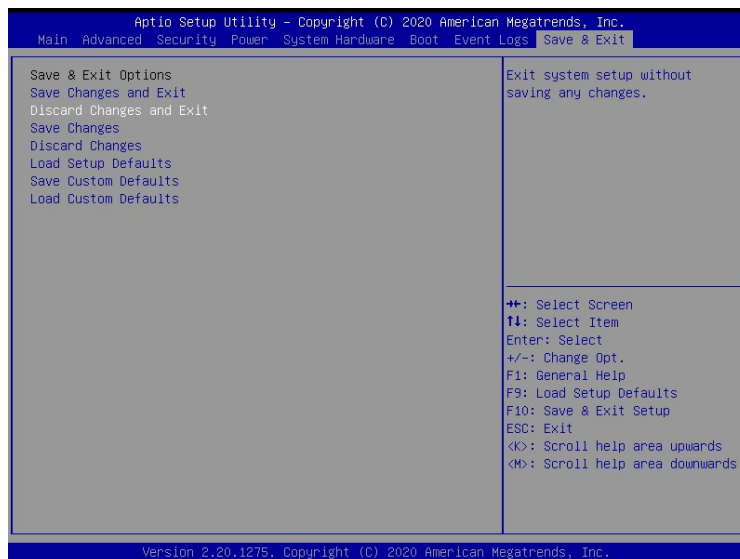 Aptio Setup Utility – Copyright (C) 2020 American Megatrends, Inc.
Main Advanced Security Power System Hardware Boot Event Logs Save & Exit
Save & Exit Options
Save Changes and Exit
Discard Changes and Exit
Save Changes
Discard Changes
Load Setup Defaults
Save Custom Defaults
Load Custom Defaults
Exit system setup without
saving any changes.
→←: Select Screen
↑↓: Select Item
Enter: Select
+/-: Change Opt.
F1: General Help
F9: Load Setup Defaults
F10: Save & Exit Setup
ESC: Exit
<K>: Scroll help area upwards
<M>: Scroll help area downwards
Version 2.20.1275. Copyright (C) 2020 American Megatrends, Inc.